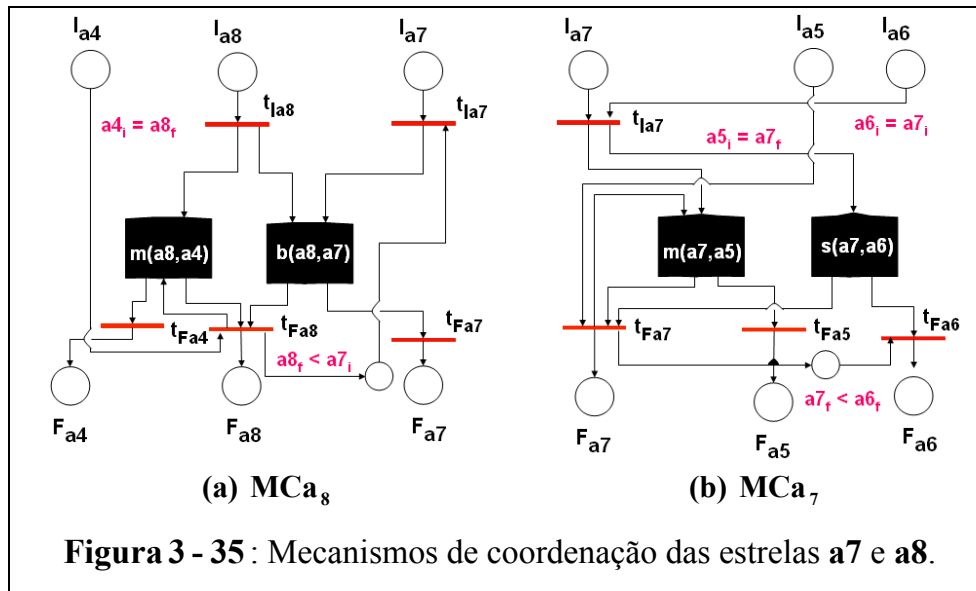 Ia4 Ia8 Ia7
tIa8 tIa7
a4i = a8f
m(a8,a4) b(a8,a7)
tFa4 tFa8 tFa7
a8f < a7i
Fa4 Fa8 Fa7
(a) MCa8
Ia7 Ia5 Ia6
tIa7
a5i = a7f
a6i = a7i
m(a7,a5) s(a7,a6)
tFa7 tFa5 tFa6
a7f < a6f
Fa7 Fa5 Fa6
(b) MCa7
Figura 3 - 35 : Mecanismos de coordenação das estrelas a7 e a8.